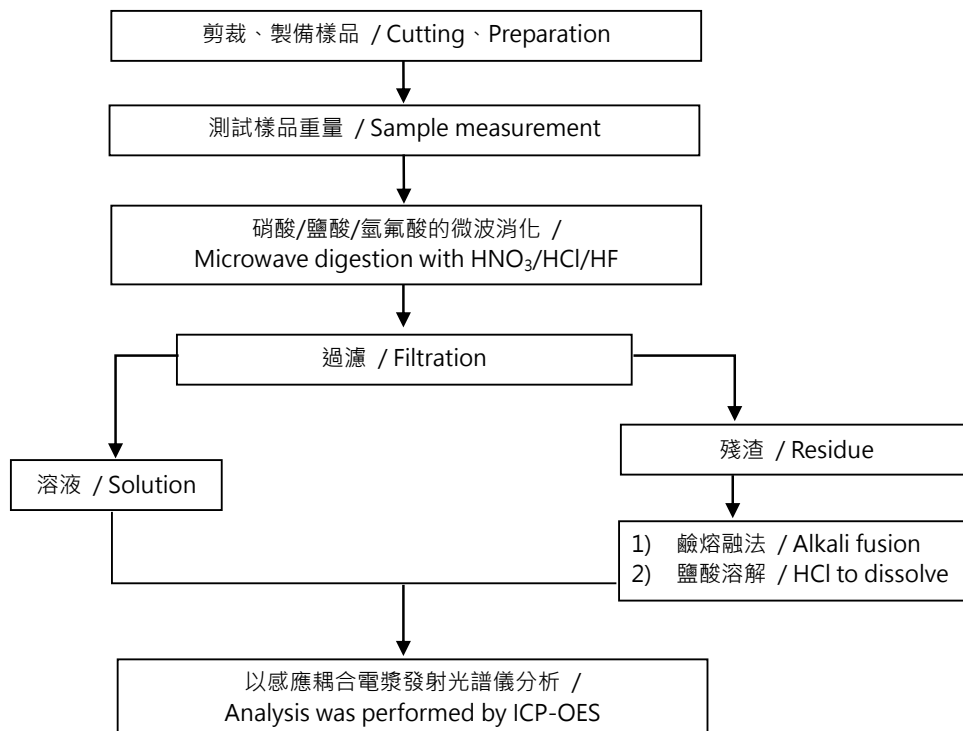 剪裁、製備樣品 / Cutting、Preparation
測試樣品重量 / Sample measurement
硝酸/鹽酸/氫氟酸的微波消化 /
Microwave digestion with HNO₃/HCl/HF
過濾 / Filtration
溶液 / Solution
殘渣 / Residue
1) 鹼熔融法 / Alkali fusion
2) 鹽酸溶解 / HCl to dissolve
以感應耦合電漿發射光譜儀分析 /
Analysis was performed by ICP-OES